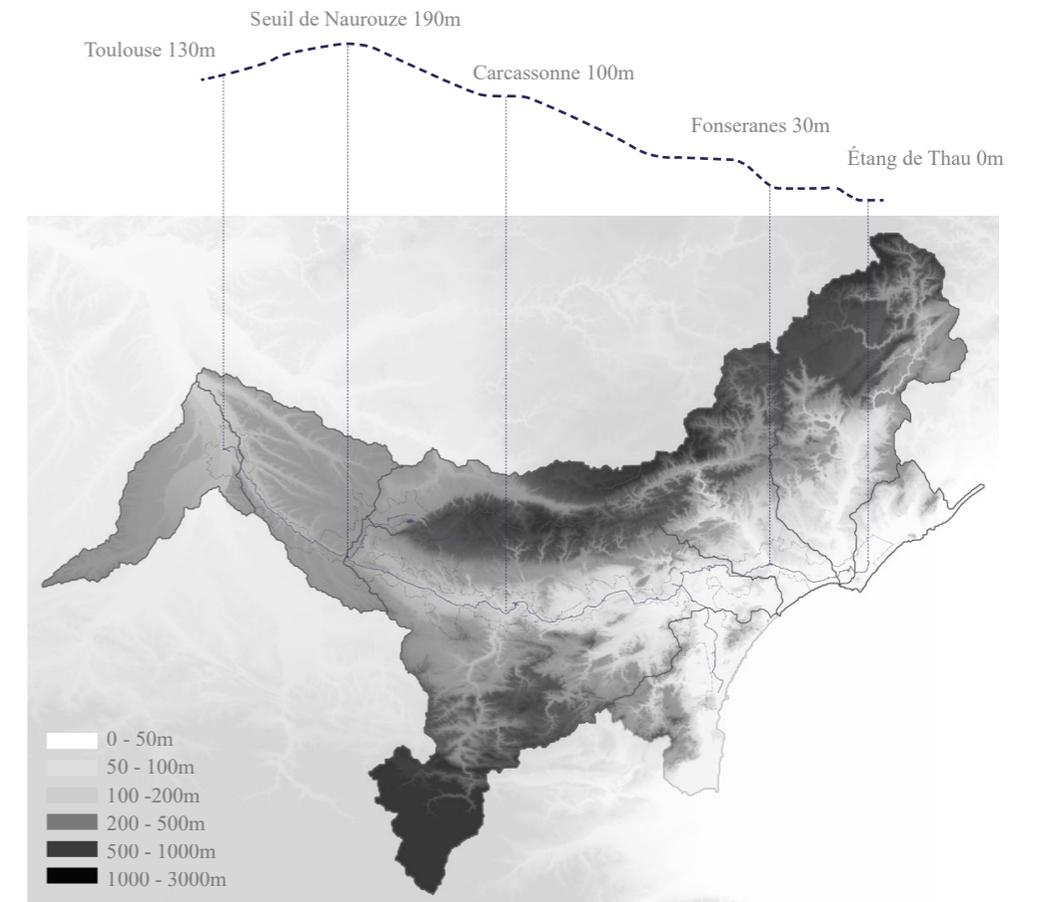 Seuil de Naurouze 190m
Toulouse 130m
Carcassonne 100m
Fonseranes 30m
Étang de Thau 0m
0 - 50m
50 - 100m
100 -200m
200 - 500m
500 - 1000m
1000 - 3000m